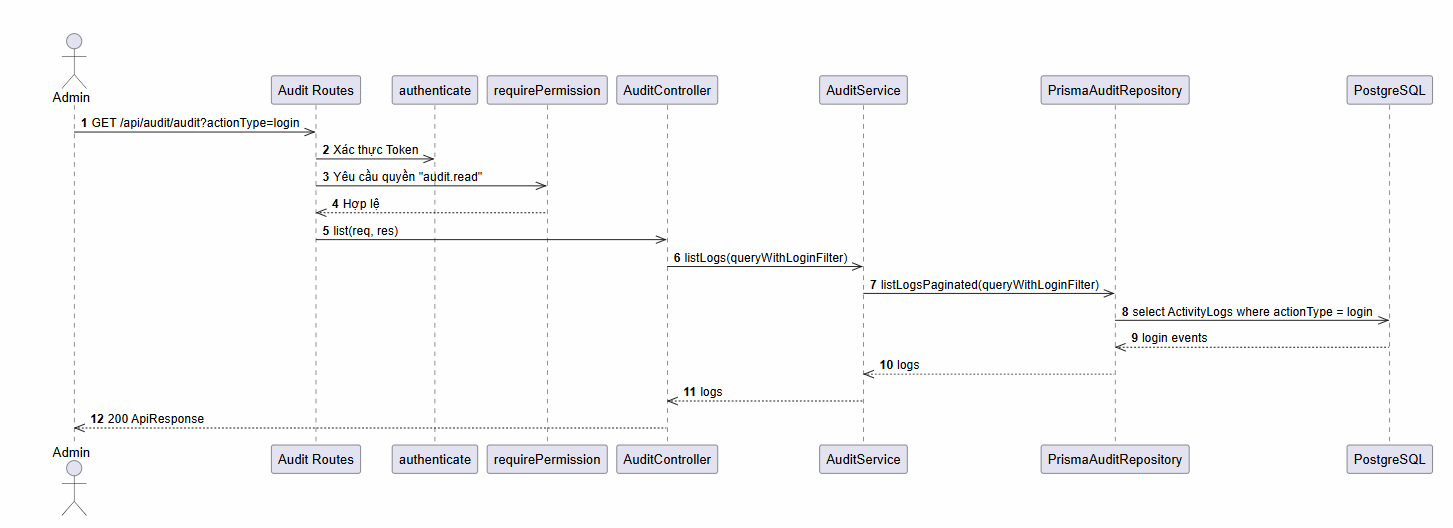 Admin
Audit Routes
authenticate
requirePermission
AuditController
AuditService
PrismaAuditRepository
PostgreSQL
1 GET /api/audit/audit?actionType=login
2 Xác thực Token
3 Yêu cầu quyền "audit.read"
4 Hợp lệ
5 list(req, res)
6 listLogs(queryWithLoginFilter)
7 listLogsPaginated(queryWithLoginFilter)
8 select ActivityLogs where actionType = login
9 login events
10 logs
11 logs
12 200 ApiResponse
Admin
Audit Routes
authenticate
requirePermission
AuditController
AuditService
PrismaAuditRepository
PostgreSQL